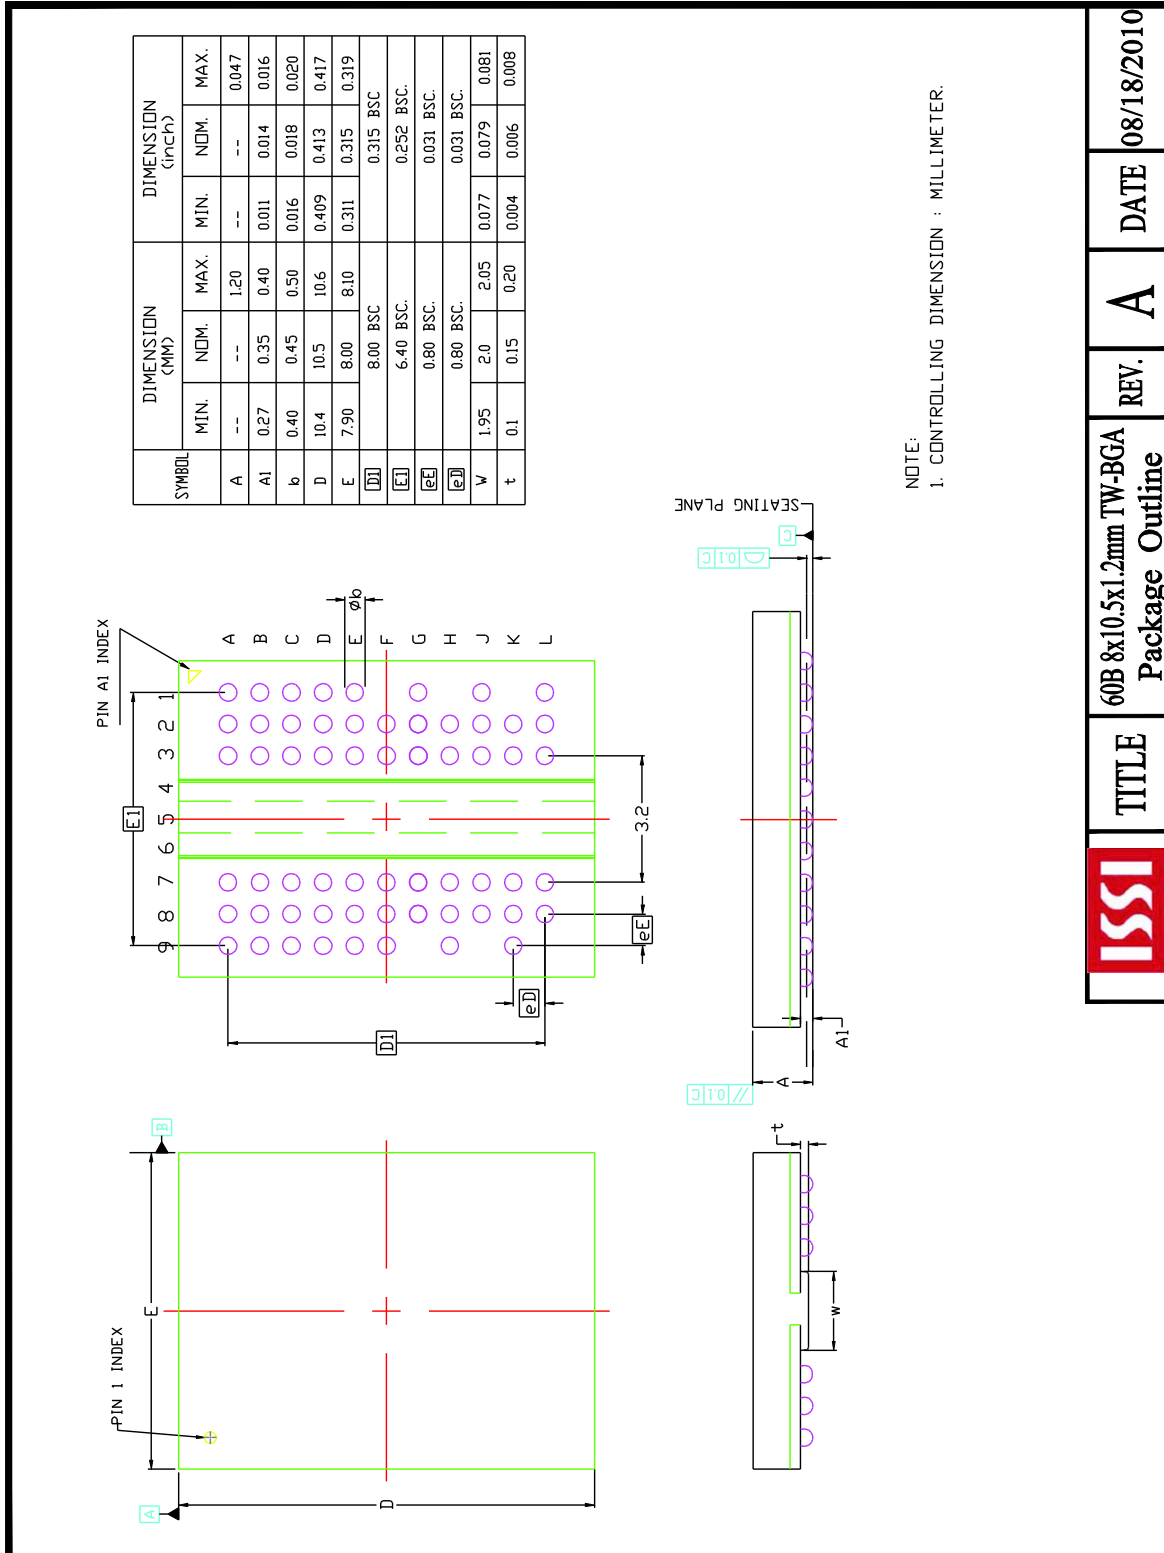 SYMBOL DIMENSION (MM) DIMENSION (inch)
MIN. NOM. MAX. MIN. NOM. MAX.
A -- -- 1.20 -- -- 0.047
A1 0.27 0.35 0.40 0.011 0.014 0.016
b 0.40 0.45 0.50 0.016 0.018 0.020
D 10.4 10.5 10.6 0.409 0.413 0.417
E 7.90 8.00 8.10 0.311 0.315 0.319
D1 8.00 BSC 0.315 BSC
E1 6.40 BSC. 0.252 BSC.
eE 0.80 BSC. 0.031 BSC.
eD 0.80 BSC. 0.031 BSC.
W 1.95 2.0 2.05 0.077 0.079 0.081
t 0.1 0.15 0.20 0.004 0.006 0.008
PIN 1 INDEX
E
B
A
D
PIN A1 INDEX
E1
9 8 7 6 5 4 3 2 1
A
B
C
D
E
F
G
H
J
K
L
Øb
D1
eD
eE
3.2
t
w
// 0.1 C
A
A1
SEATING PLANE
C
0.1 C
NOTE:
1. CONTROLLING DIMENSION : MILLIMETER.
ISSI
TITLE
60B 8x10.5x1.2mm TW-BGA
Package Outline
REV.
A
DATE
08/18/2010